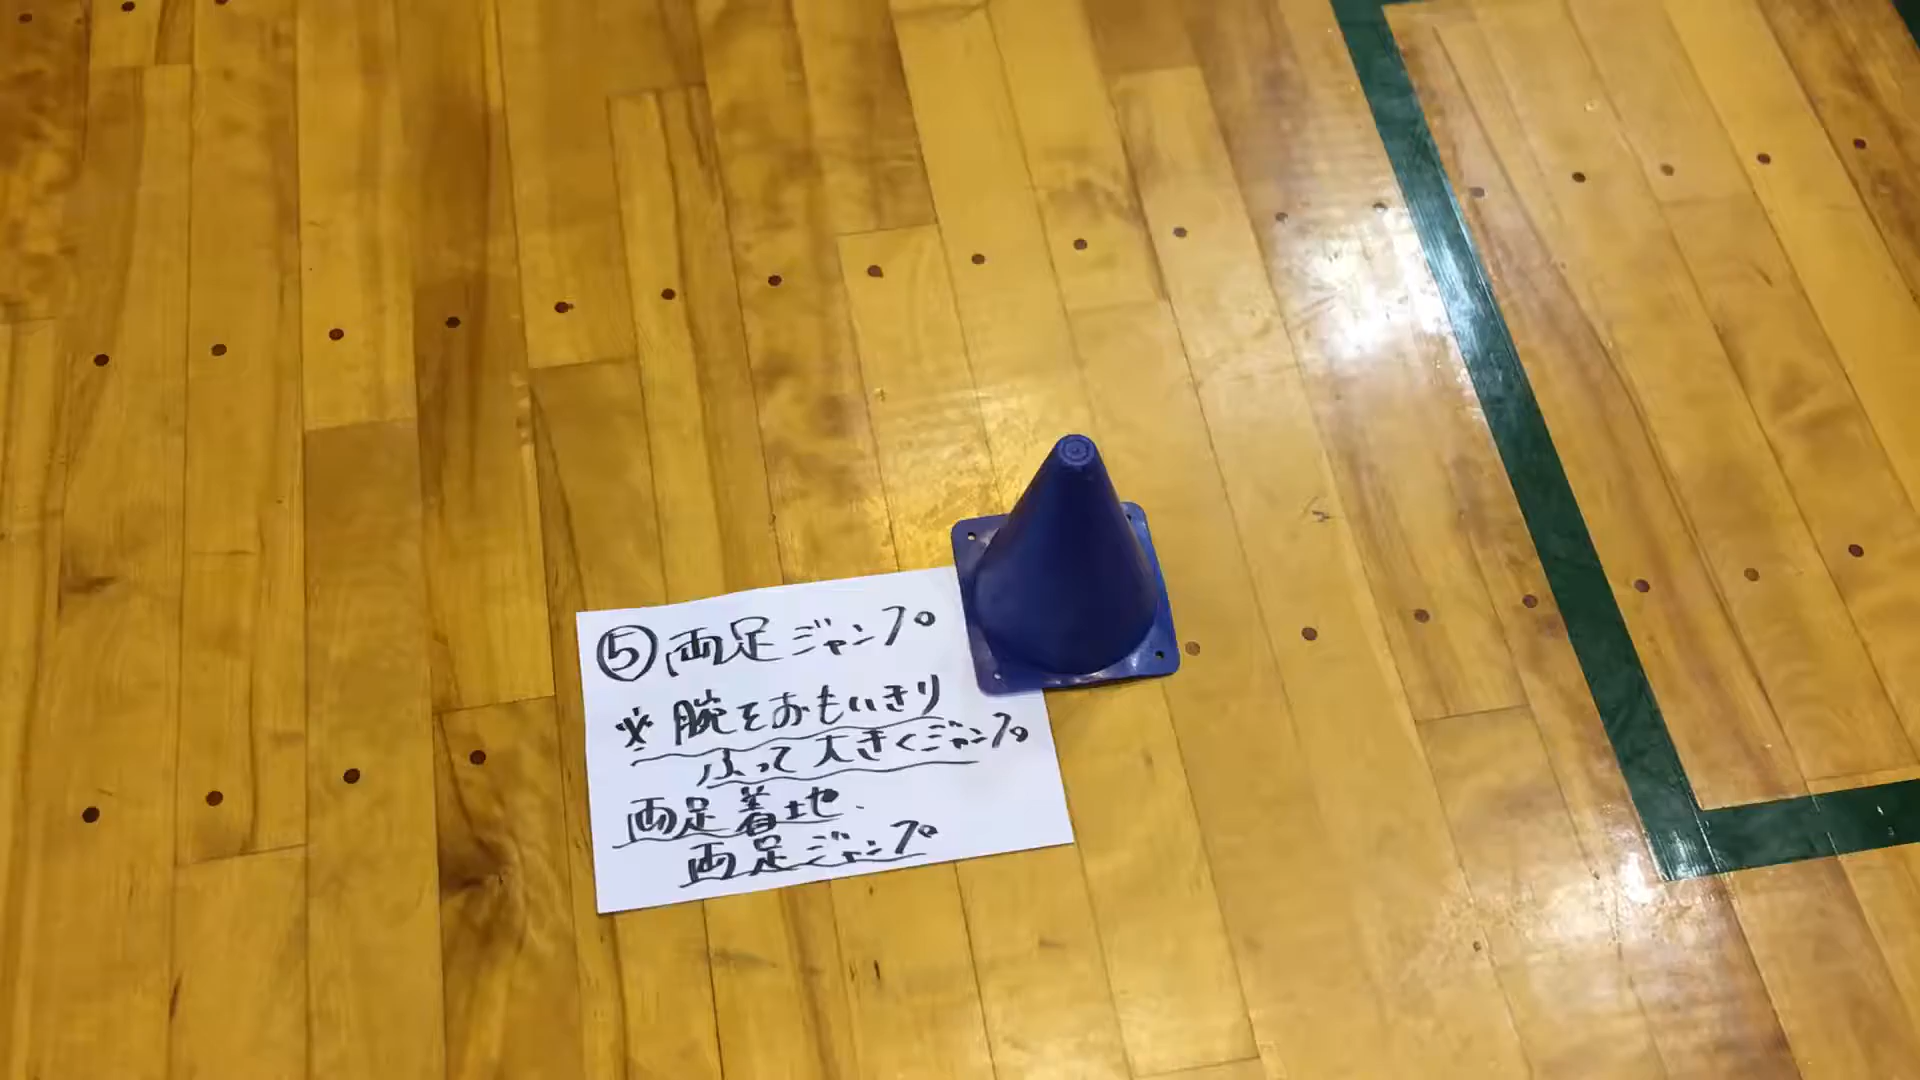 ⑤両足ジャンプ
※腕をおもいきり
ふって大きくジャンプ
両足着地.
両足ジャンプ